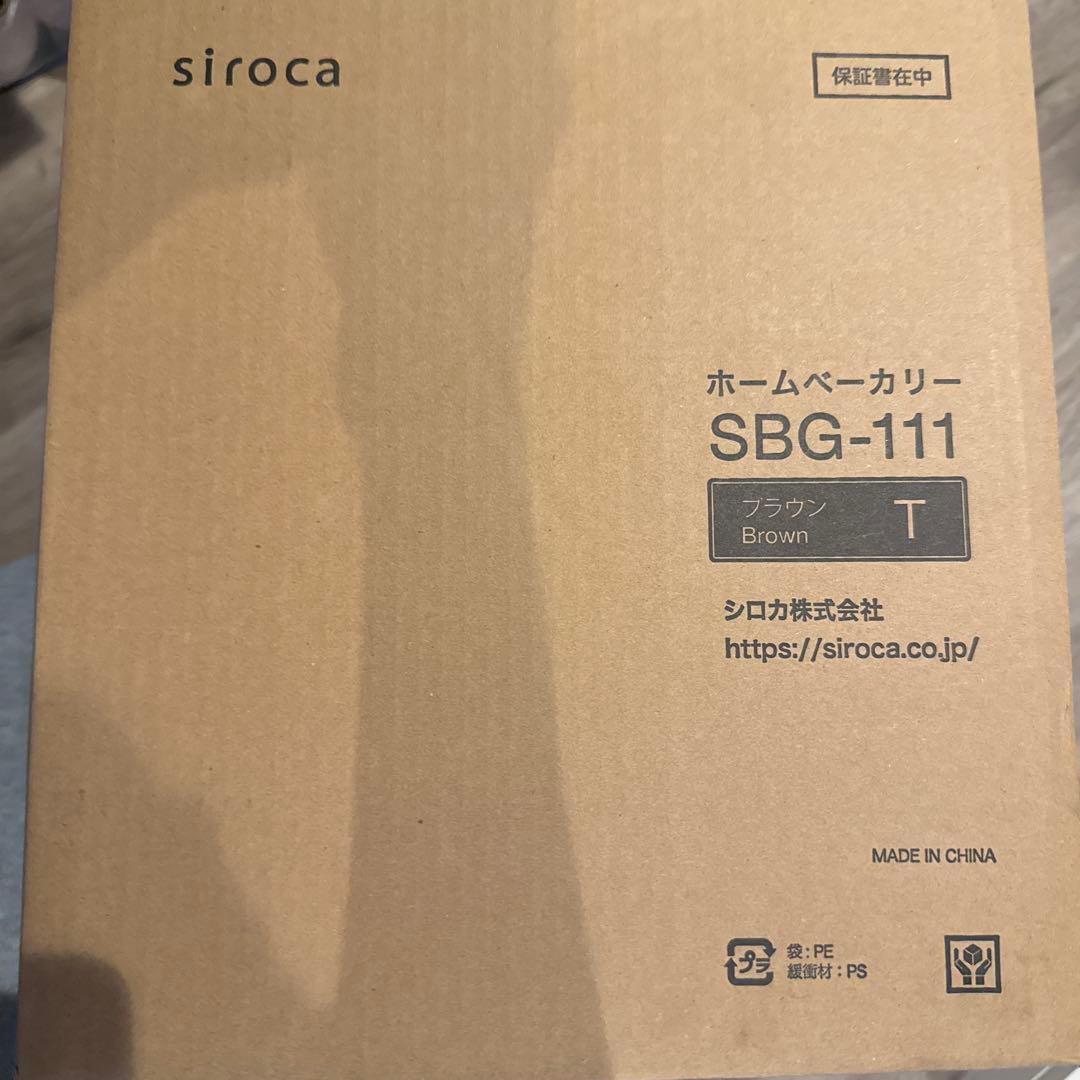 siroca
保証書在中
ホームベーカリー
SBG-111
ブラウン
Brown
T
シロカ株式会社
https://siroca.co.jp/
MADE IN CHINA
プラ
袋:PE
緩衝材:PS